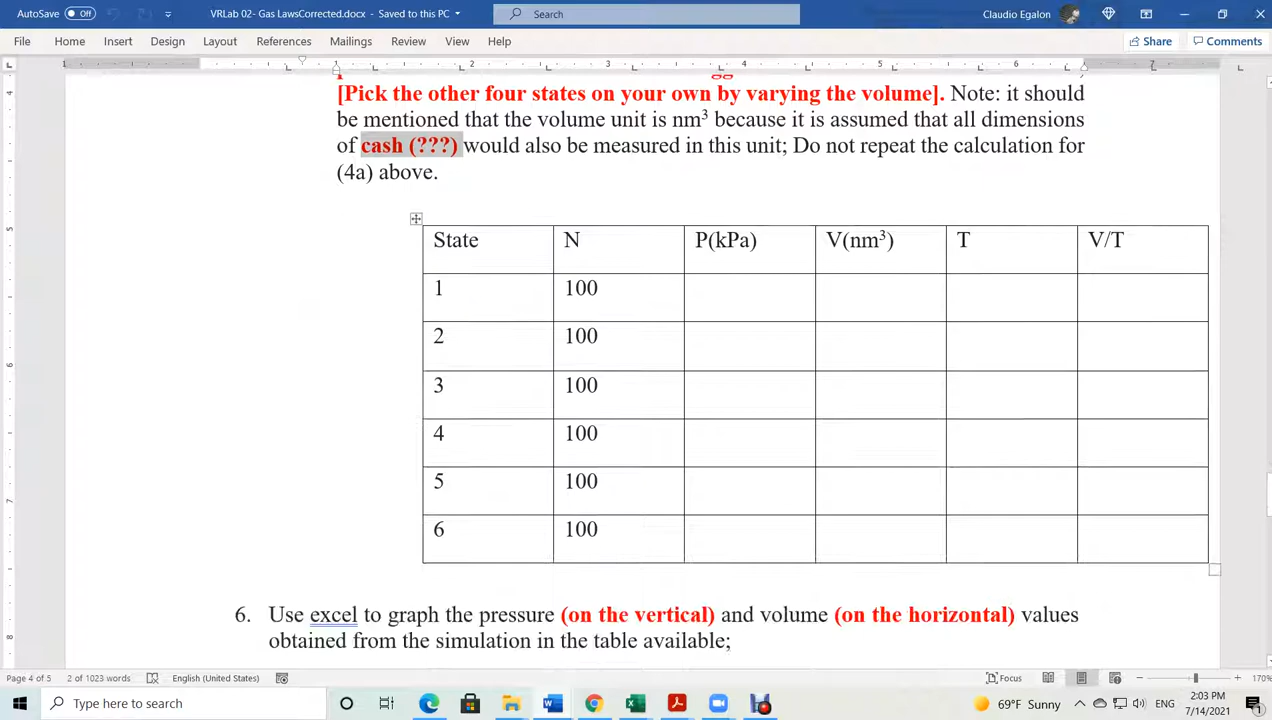 AutoSave Off VRLab 02- Gas LawsCorrected.docx - Saved to this PC Search Claudio Egalon
File Home Insert Design Layout References Mailings Review View Help Share Comments
[Pick the other four states on your own by varying the volume]. Note: it should
be mentioned that the volume unit is nm³ because it is assumed that all dimensions
of cash (???) would also be measured in this unit; Do not repeat the calculation for
(4a) above.
State N P(kPa) V(nm³) T V/T
1 100
2 100
3 100
4 100
5 100
6 100
6. Use excel to graph the pressure (on the vertical) and volume (on the horizontal) values
obtained from the simulation in the table available;
Page 4 of 5 2 of 1023 words English (United States) Focus 170%
Type here to search 69°F Sunny ENG 2:03 PM
7/14/2021